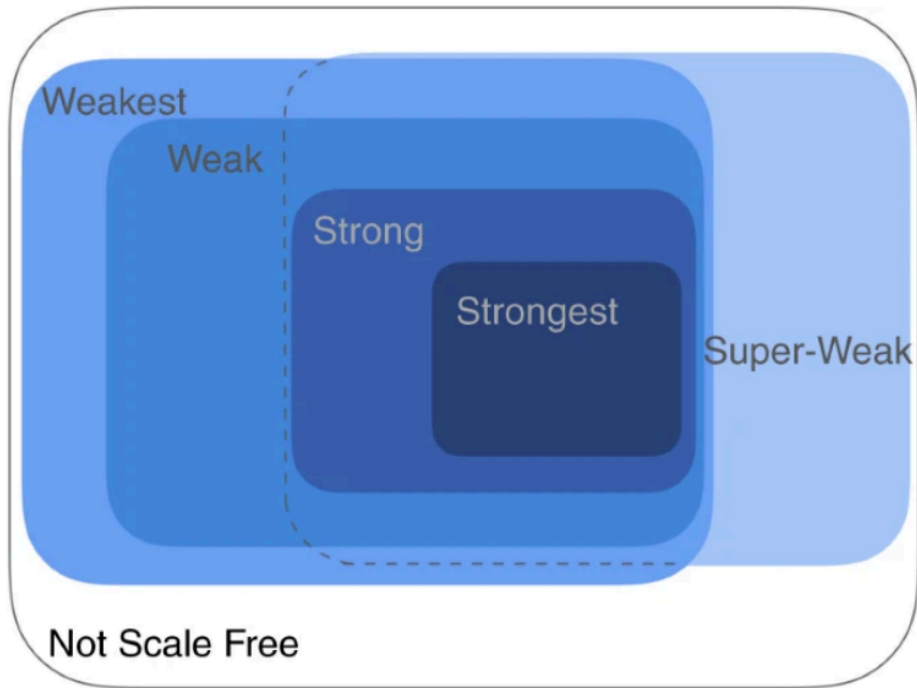 Weakest
Weak
Strong
Strongest
Super-Weak
Not Scale Free